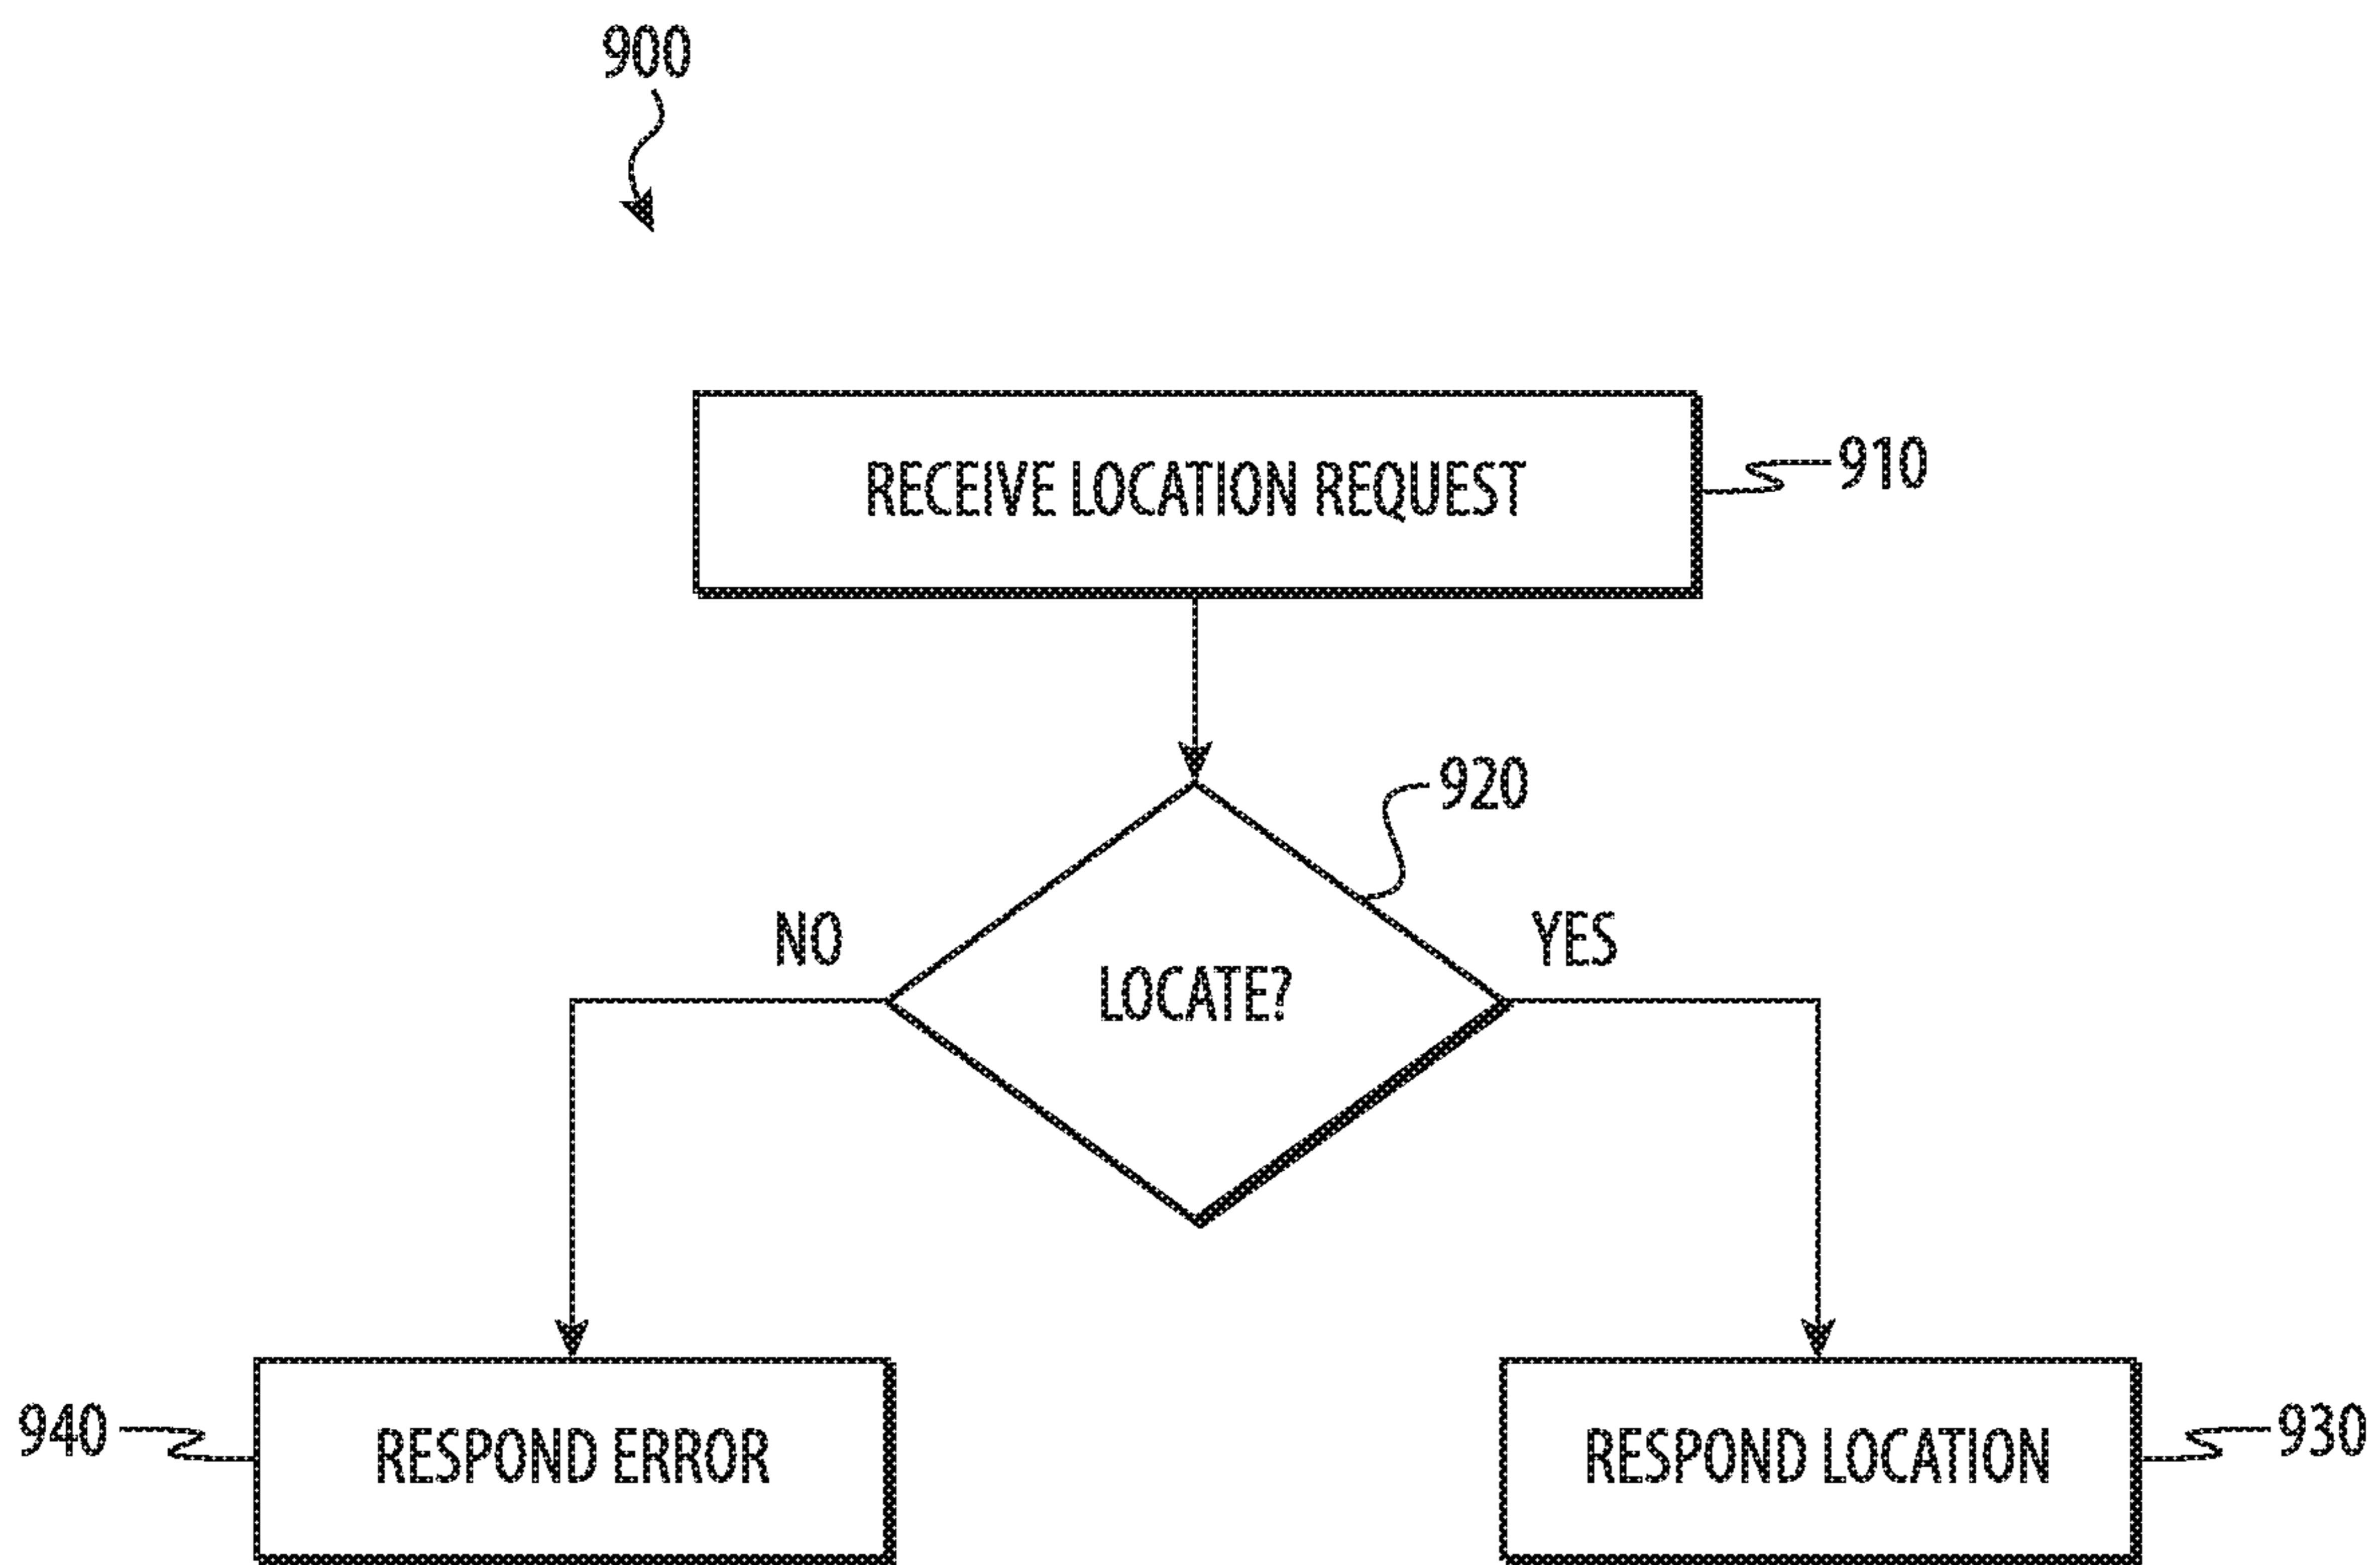 900
RECEIVE LOCATION REQUEST
910
920
NO
YES
LOCATE?
940
RESPOND ERROR
RESPOND LOCATION
930